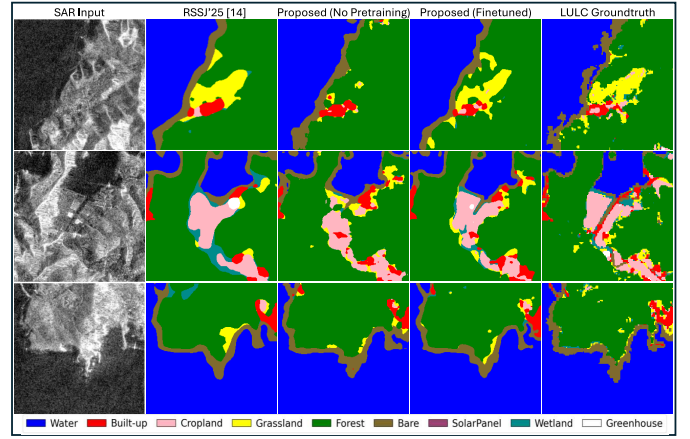 SAR Input RSSJ'25 [14] Proposed (No Pretraining) Proposed (Finetuned) LULC Groundtruth
Water Built-up Cropland Grassland Forest Bare SolarPanel Wetland Greenhouse